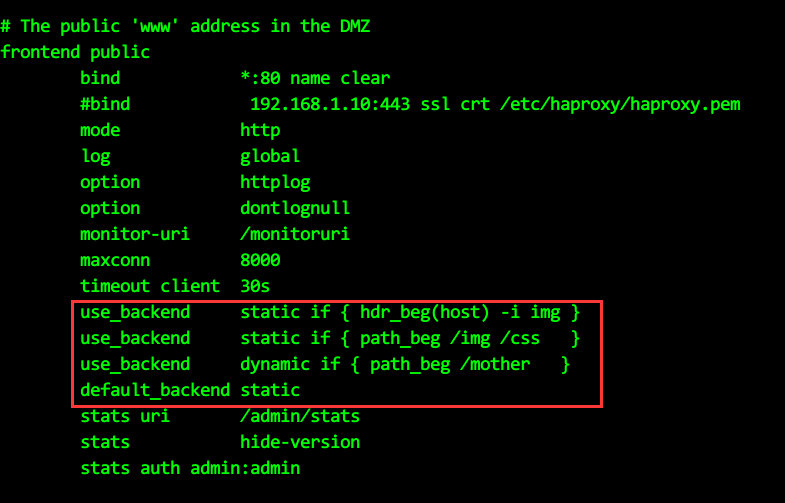 # The public 'www' address in the DMZ
frontend public
        bind            *:80 name clear
        #bind            192.168.1.10:443 ssl crt /etc/haproxy/haproxy.pem
        mode            http
        log             global
        option          httplog
        option          dontlognull
        monitor-uri     /monitoruri
        maxconn         8000
        timeout client  30s
        use_backend     static if { hdr_beg(host) -i img }
        use_backend     static if { path_beg /img /css   }
        use_backend     dynamic if { path_beg /mother   }
        default_backend static
        stats uri       /admin/stats
        stats           hide-version
        stats auth admin:admin